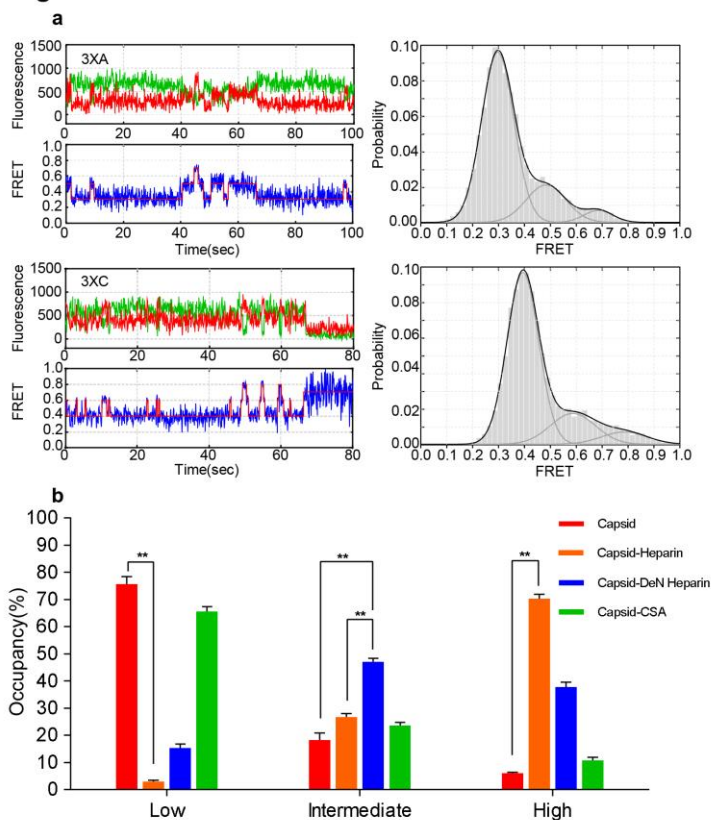 a
3XA
Fluorescence
1500
1000
500
0
0 20 40 60 80 100
FRET
1.0
0.8
0.6
0.4
0.2
0.0
0 20 40 60 80 100
Time(sec)
Probability
0.10
0.08
0.06
0.04
0.02
0.00
0.0 0.1 0.2 0.3 0.4 0.5 0.6 0.7 0.8 0.9 1.0
FRET
3XC
Fluorescence
1500
1000
500
0
0 20 40 60 80
FRET
1.0
0.8
0.6
0.4
0.2
0.0
0 20 40 60 80
Time(sec)
Probability
0.10
0.08
0.06
0.04
0.02
0.00
0.0 0.1 0.2 0.3 0.4 0.5 0.6 0.7 0.8 0.9 1.0
FRET
b
Occupancy(%)
100
90
80
70
60
50
40
30
20
10
0
**
**
**
**
Capsid
Capsid-Heparin
Capsid-DeN Heparin
Capsid-CSA
Low Intermediate High